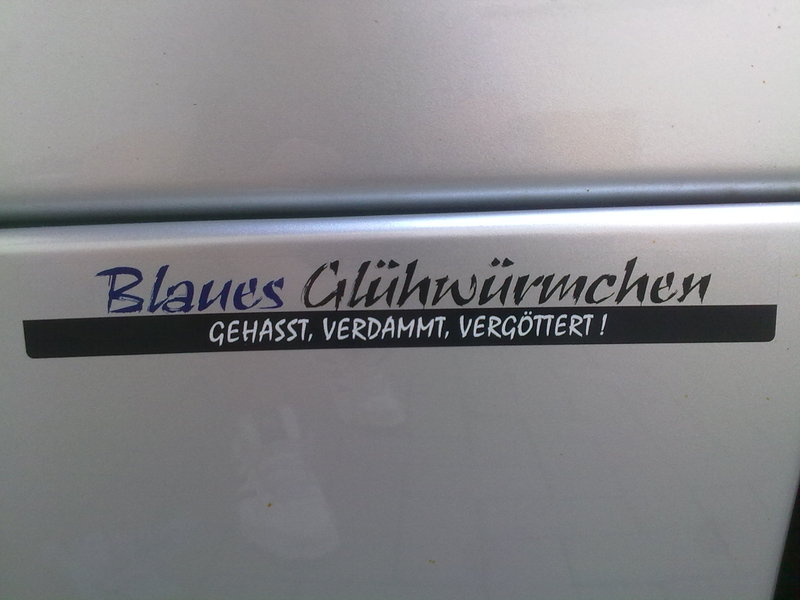 Blaues Glühwürmchen
GEHASST, VERDAMMT, VERGÖTTERT !